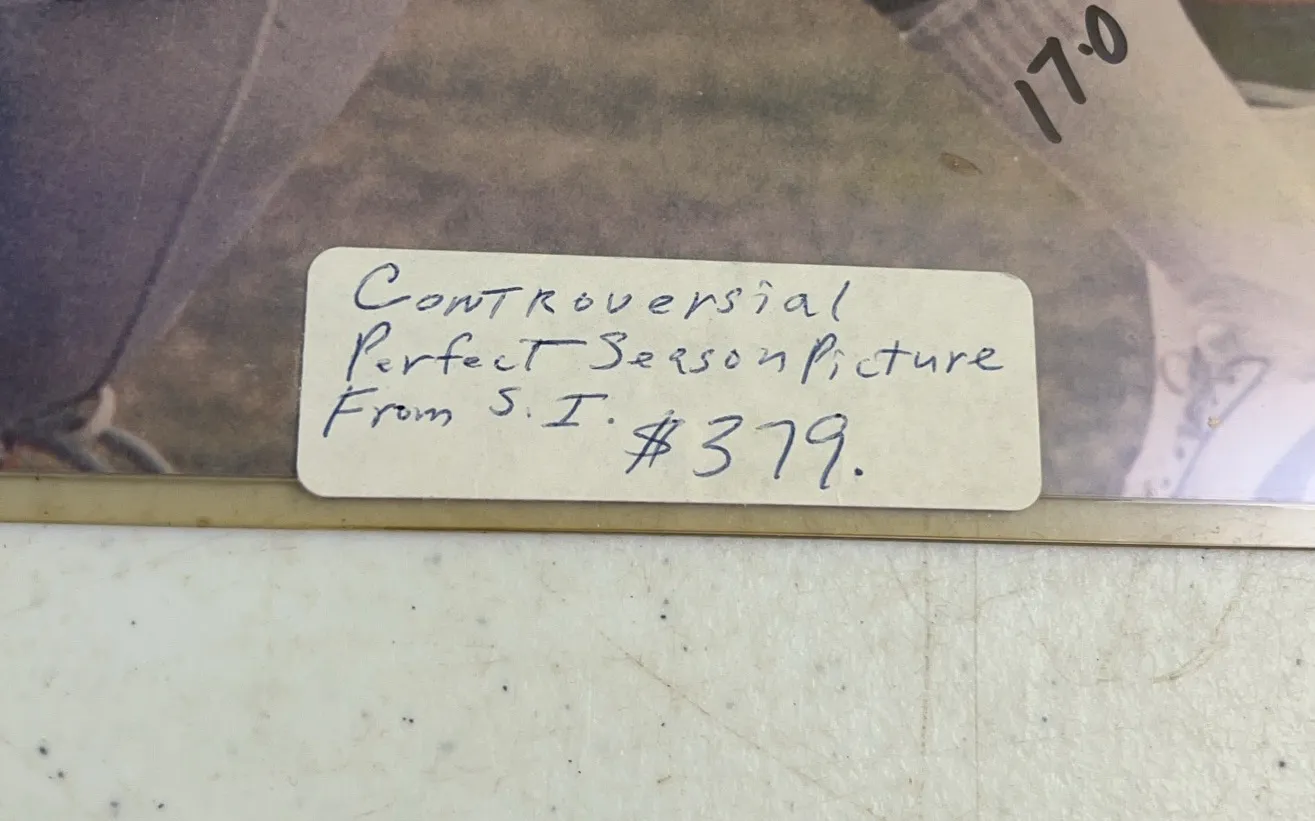 17.0
Controversial
Perfect Season Picture
From S. I.
$379.